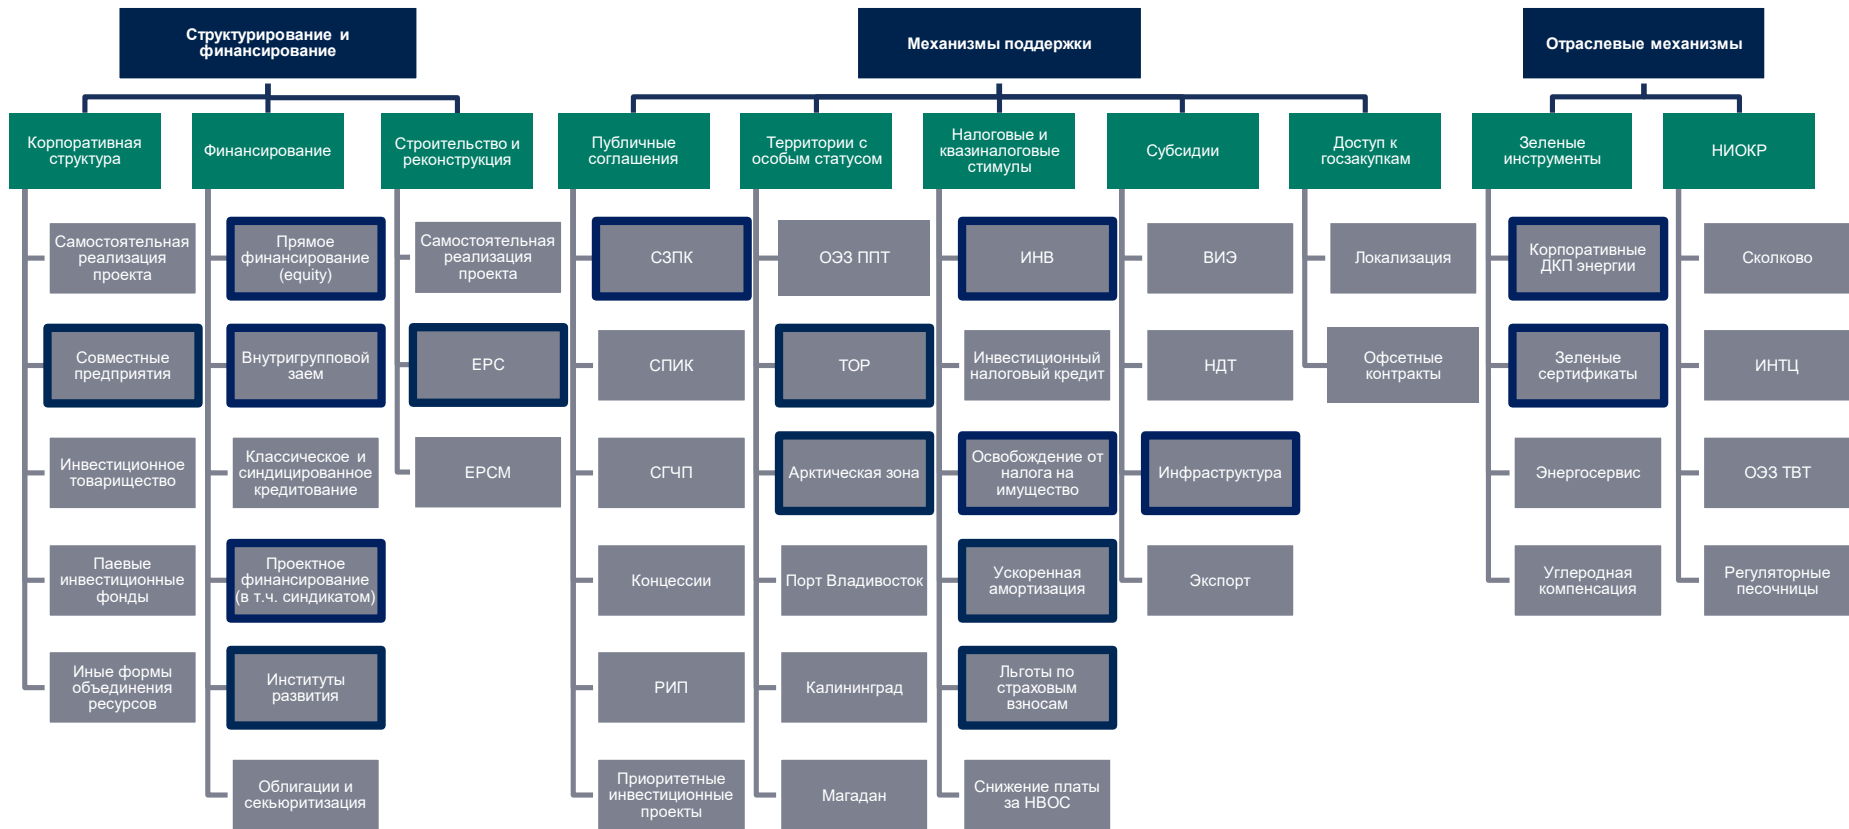 Структурирование и
финансирование
Механизмы поддержки
Отраслевые механизмы
Корпоративная
структура
Финансирование
Строительство и
реконструкция
Публичные
соглашения
Территории с
особым статусом
Налоговые и
квазиналоговые
стимулы
Субсидии
Доступ к
госзакупкам
Зеленые
инструменты
НИОКР
Самостоятельная
реализация
проекта
Совместные
предприятия
Инвестиционное
товарищество
Паевые
инвестиционные
фонды
Иные формы
объединения
ресурсов
Прямое
финансирование
(equity)
Внутригрупповой
заем
Классическое и
синдицированное
кредитование
Проектное
финансирование
(в т.ч. синдикатом)
Институты
развития
Облигации и
секьюритизация
Самостоятельная
реализация
проекта
EPC
EPCM
СЗПК
СПИК
СГЧП
Концессии
РИП
Приоритетные
инвестиционные
проекты
ОЭЗ ППТ
ТОР
Арктическая зона
Порт Владивосток
Калининград
Магадан
ИНВ
Инвестиционный
налоговый кредит
Освобождение от
налога на
имущество
Ускоренная
амортизация
Льготы по
страховым
взносам
Снижение платы
за НВОС
ВИЭ
НДТ
Инфраструктура
Экспорт
Локализация
Офсетные
контракты
Корпоративные
ДКП энергии
Зеленые
сертификаты
Энергосервис
Углеродная
компенсация
Сколково
ИНТЦ
ОЭЗ ТВТ
Регуляторные
песочницы